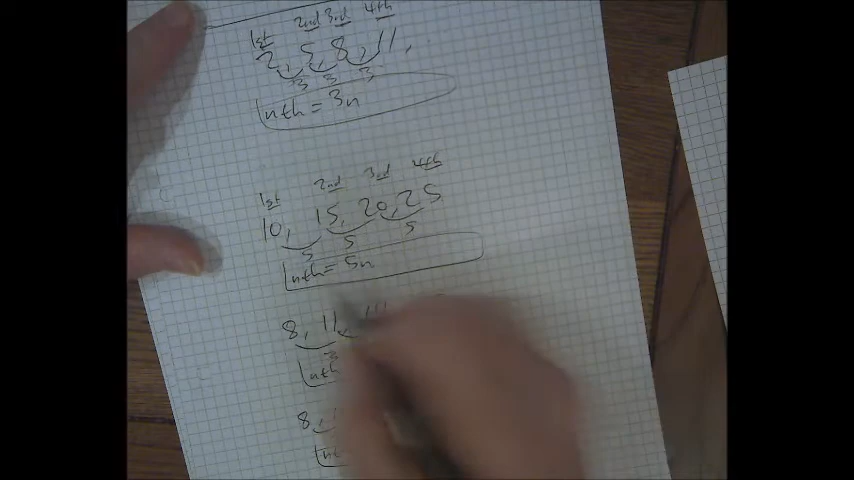 1st 2nd 3rd 4th
2, 5, 8, 11,
3 3 3
nth = 3n
1st 2nd 3rd 4th
10, 15, 20, 25
5 5 5
nth = 5n
8, 11,
3
nth
8,